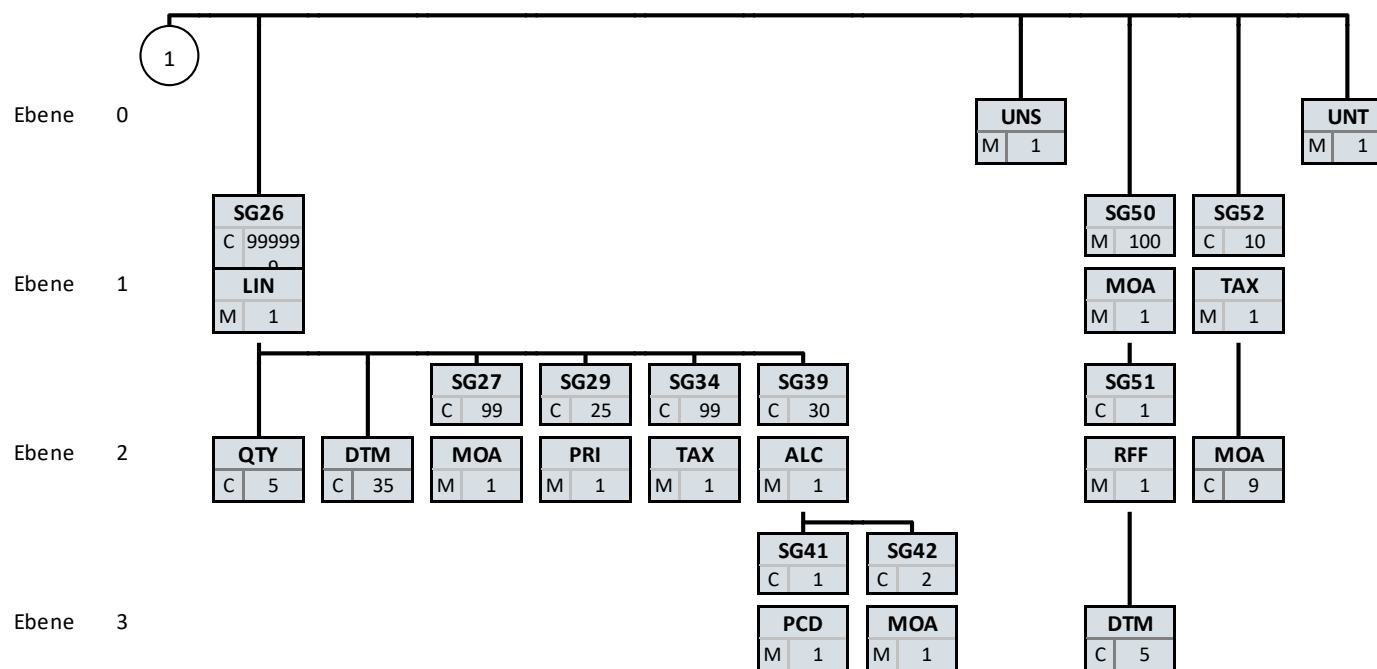 1
Ebene 0
UNS
UNT
M 1
M 1
SG26
SG50
SG52
C 99999
M 100
C 10
9
Ebene 1
LIN
MOA
TAX
M 1
M 1
M 1
SG27
SG29
SG34
SG39
SG51
C 99
C 25
C 99
C 30
C 1
Ebene 2
QTY
DTM
MOA
PRI
TAX
ALC
RFF
MOA
C 5
C 35
M 1
M 1
M 1
M 1
M 1
C 9
SG41
SG42
C 1
C 2
Ebene 3
PCD
MOA
DTM
M 1
M 1
C 5